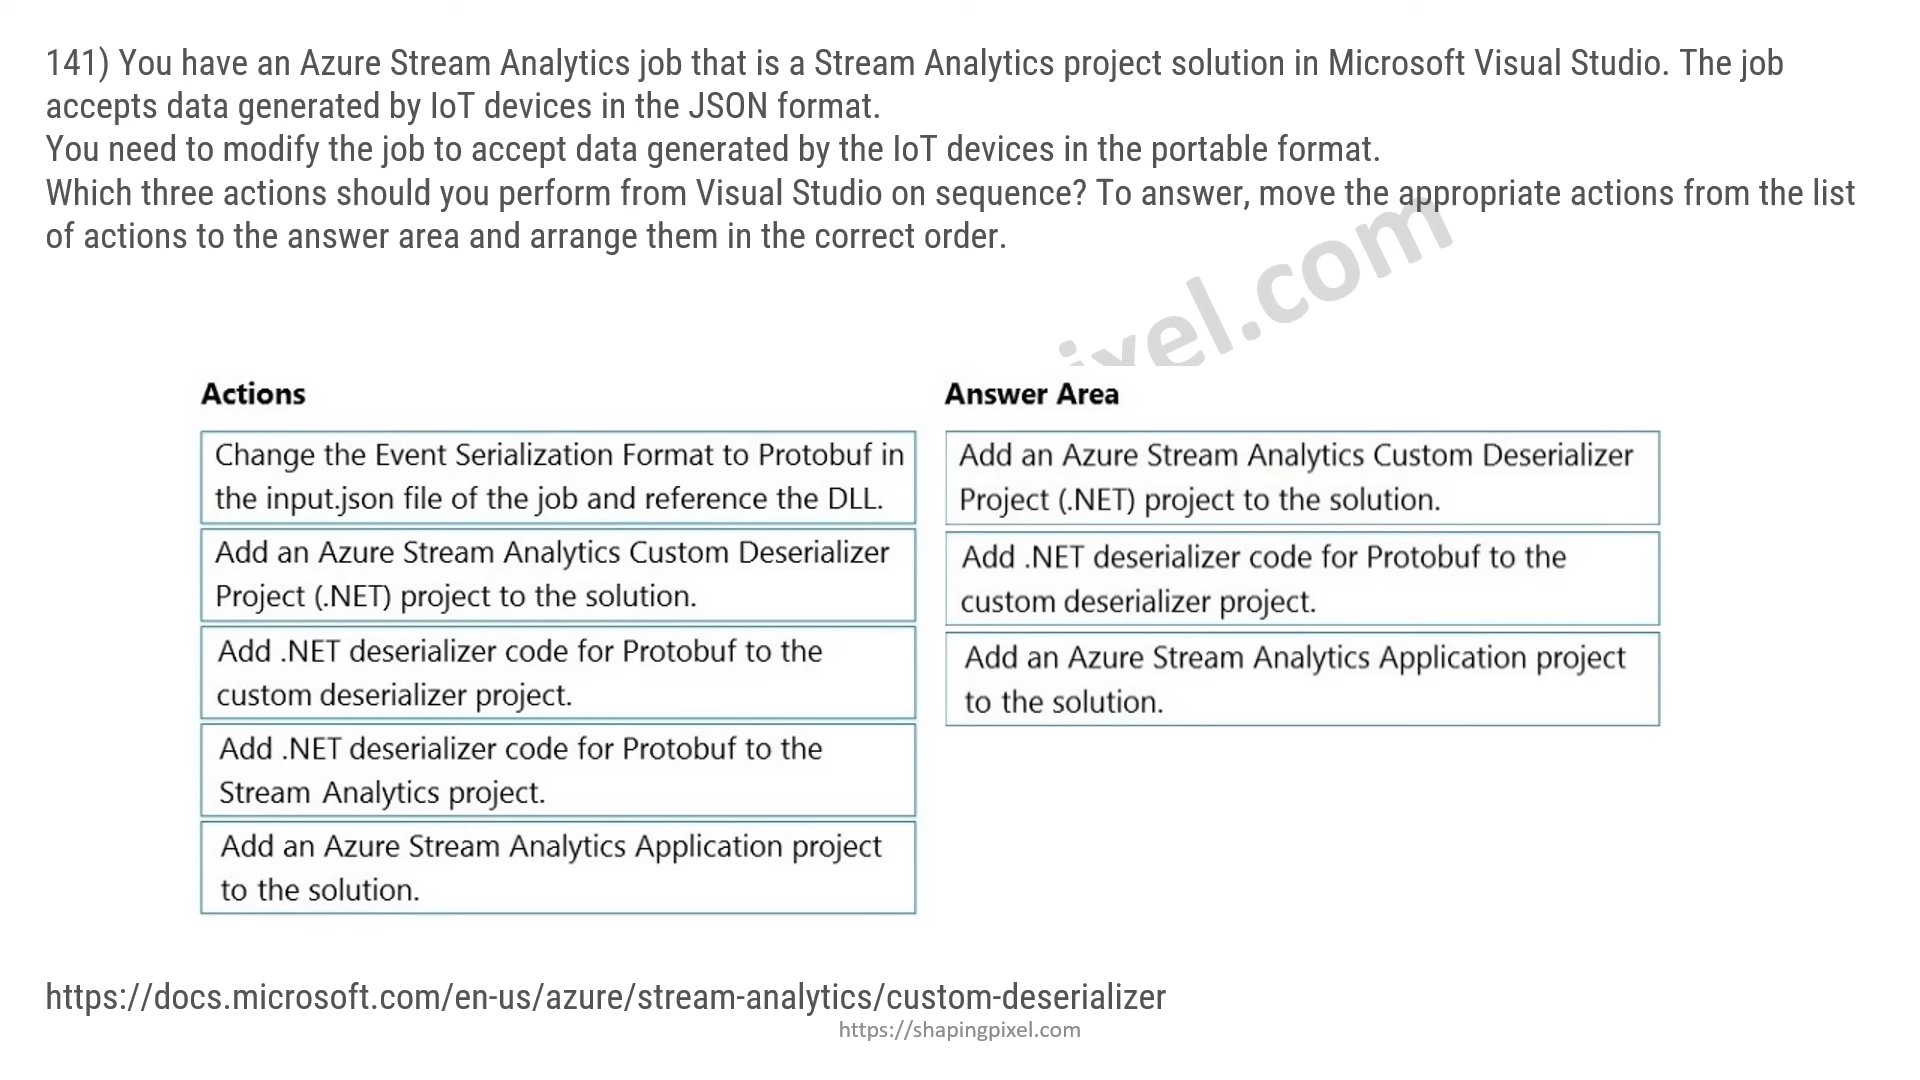 141) You have an Azure Stream Analytics job that is a Stream Analytics project solution in Microsoft Visual Studio. The job
accepts data generated by IoT devices in the JSON format.
You need to modify the job to accept data generated by the IoT devices in the portable format.
Which three actions should you perform from Visual Studio on sequence? To answer, move the appropriate actions from the list
of actions to the answer area and arrange them in the correct order.
ixel.com
Actions
Change the Event Serialization Format to Protobuf in
the input.json file of the job and reference the DLL.
Add an Azure Stream Analytics Custom Deserializer
Project (.NET) project to the solution.
Add .NET deserializer code for Protobuf to the
custom deserializer project.
Add .NET deserializer code for Protobuf to the
Stream Analytics project.
Add an Azure Stream Analytics Application project
to the solution.
Answer Area
Add an Azure Stream Analytics Custom Deserializer
Project (.NET) project to the solution.
Add .NET deserializer code for Protobuf to the
custom deserializer project.
Add an Azure Stream Analytics Application project
to the solution.
https://docs.microsoft.com/en-us/azure/stream-analytics/custom-deserializer
https://shapingpixel.com